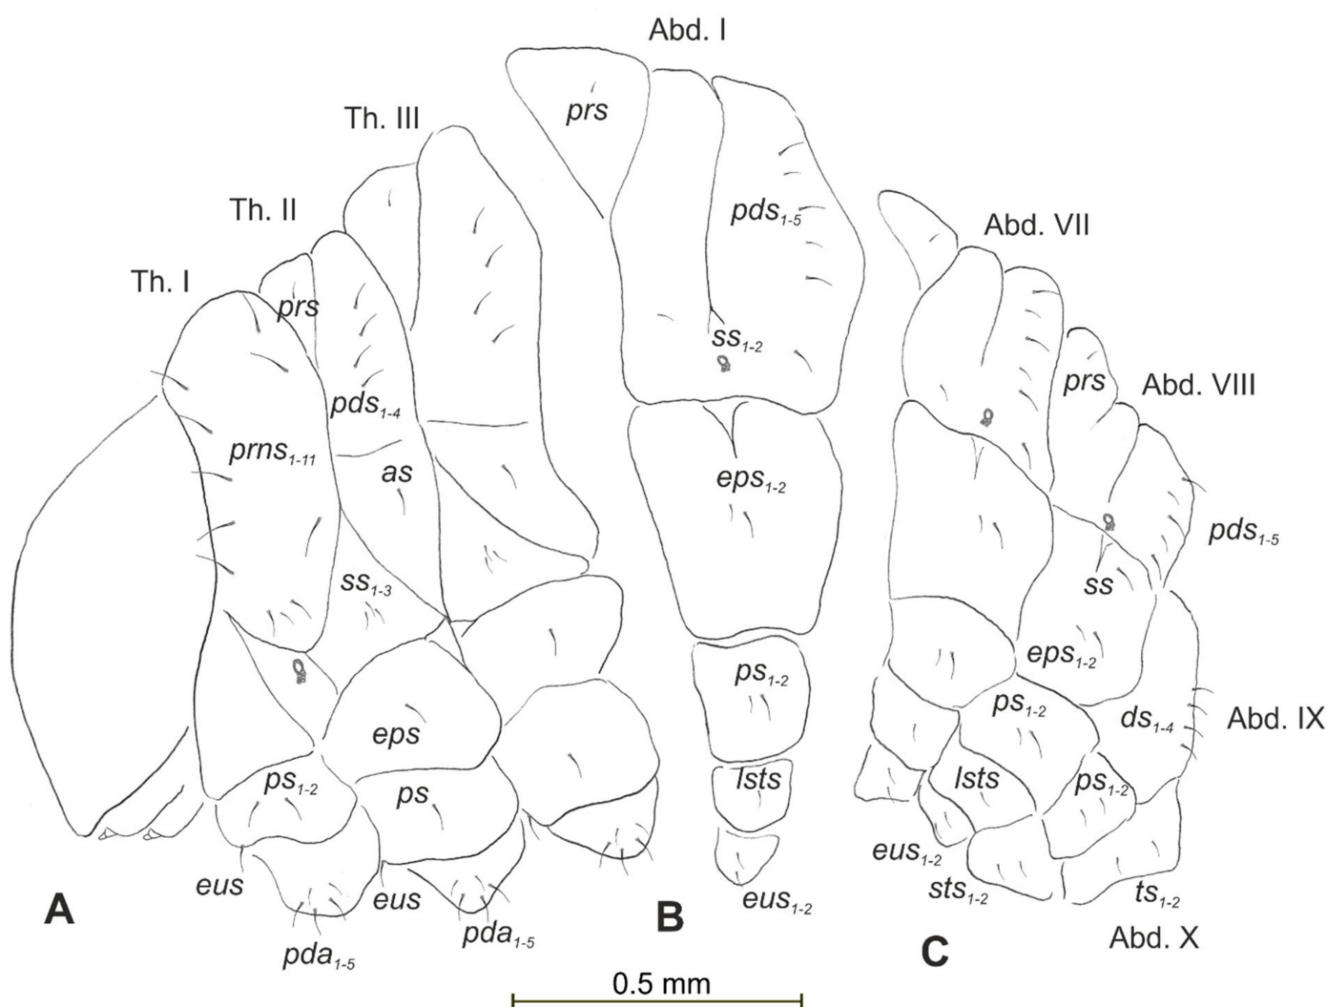 Abd. I
prs
Th. III
pds1-5
Th. II
Abd. VII
Th. I
prs
ss1-2
prs
Abd. VIII
pds1-4
prns1-11
as
eps1-2
pds1-5
ss1-3
ss
eps1-2
ps1-2
ps1-2
ds1-4
Abd. IX
eps
ps1-2
ps
lsts
lsts
ps1-2
eus1-2
eus
eus
eus1-2
sts1-2
ts1-2
A
B
pda1-5
pda1-5
C
Abd. X
0.5 mm